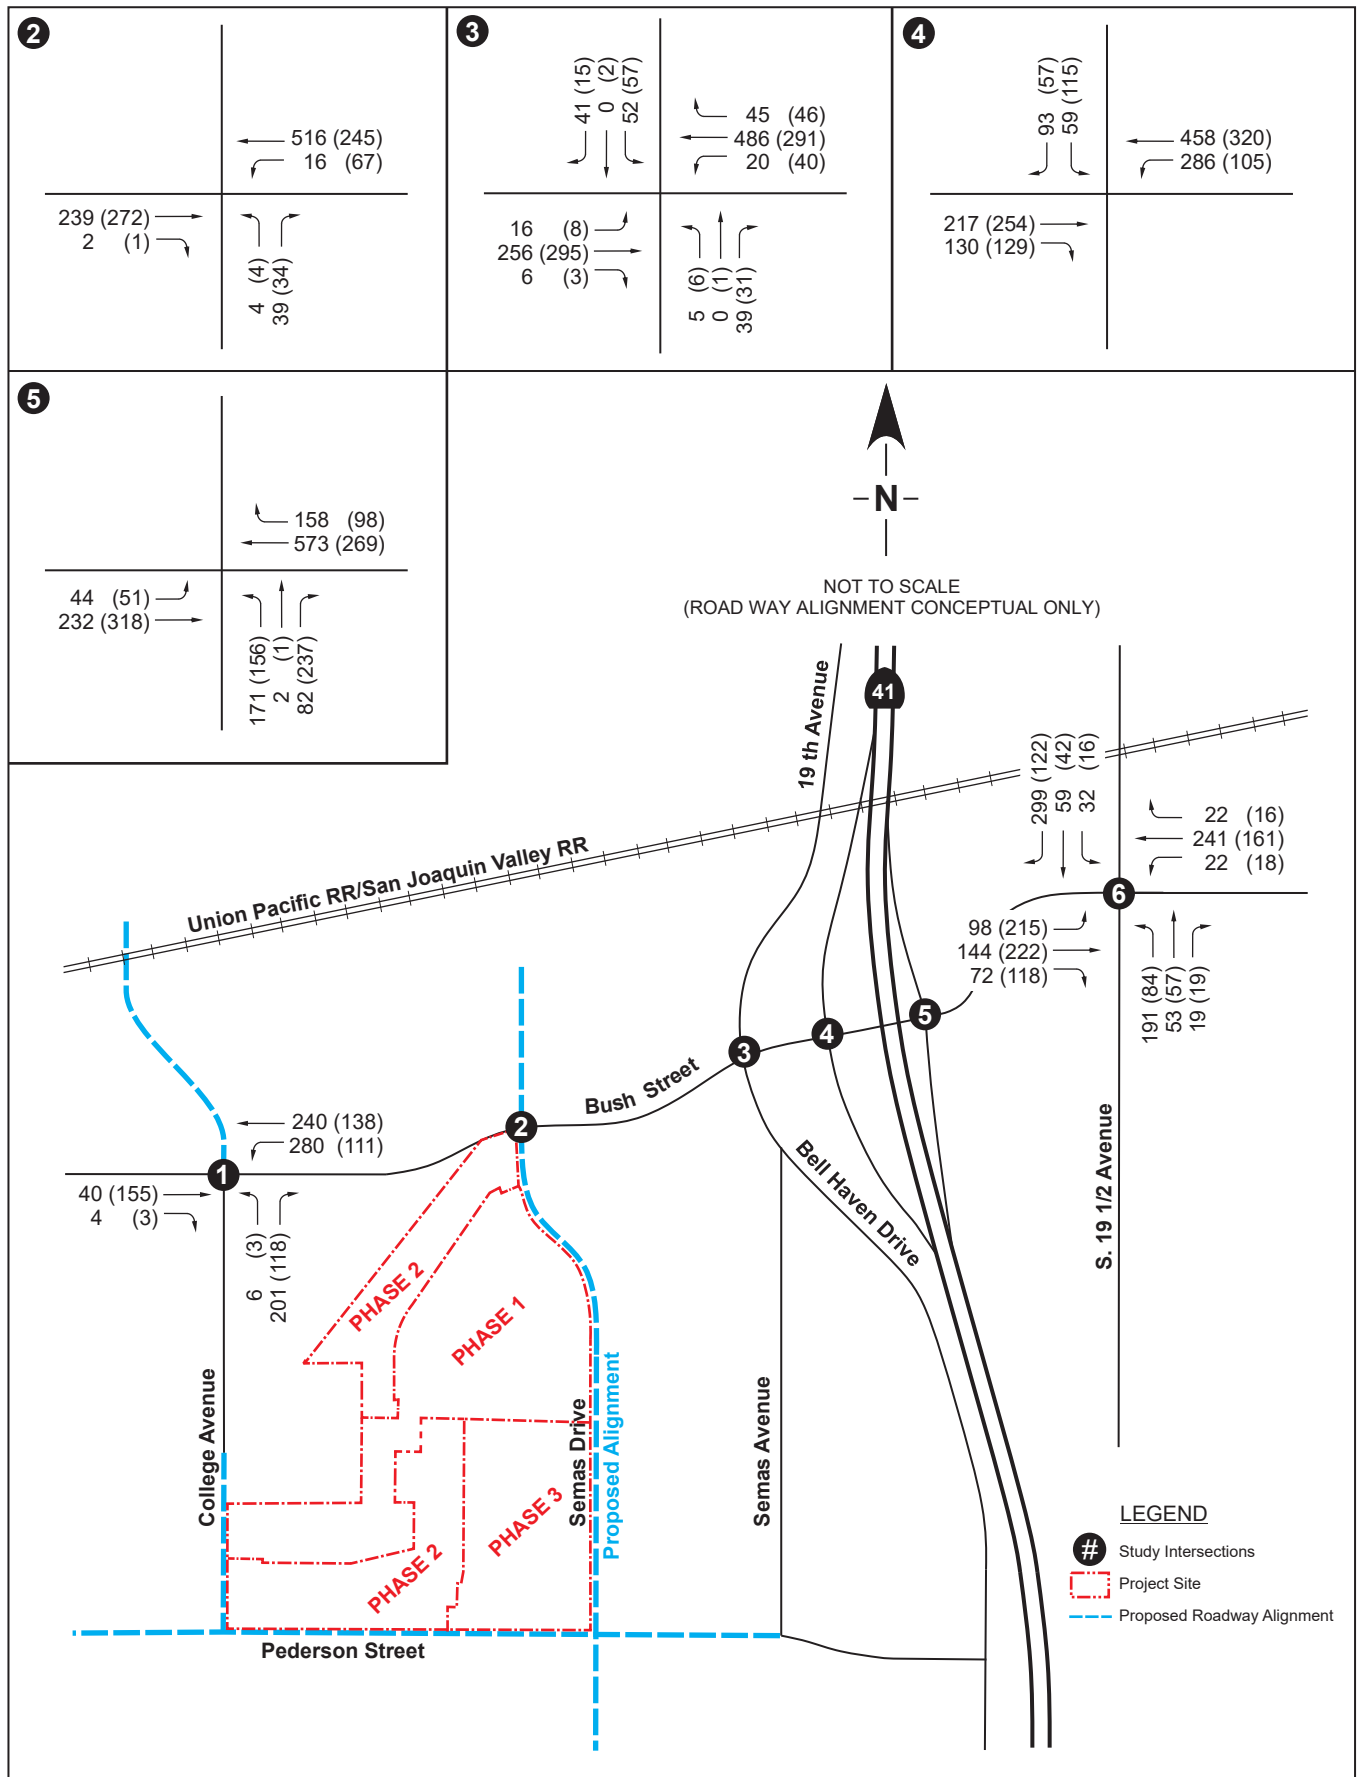 2
516 (245)
16 (67)
239 (272)
2 (1)
4 (4)
39 (34)
3
41 (15)
0 (2)
52 (57)
45 (46)
486 (291)
20 (40)
16 (8)
256 (295)
6 (3)
5 (6)
0 (1)
39 (31)
4
93 (57)
59 (115)
458 (320)
286 (105)
217 (254)
130 (129)
5
158 (98)
573 (269)
44 (51)
232 (318)
171 (156)
2 (1)
82 (237)
N
NOT TO SCALE
(ROAD WAY ALIGNMENT CONCEPTUAL ONLY)
19 th Avenue
41
299 (122)
59 (42)
32 (16)
22 (16)
241 (161)
22 (18)
6
98 (215)
144 (222)
72 (118)
191 (84)
53 (57)
19 (19)
Union Pacific RR/San Joaquin Valley RR
5
4
3
Bush Street
2
240 (138)
280 (111)
1
40 (155)
4 (3)
6 (3)
201 (118)
Bell Haven Drive
S. 19 1/2 Avenue
PHASE 2
PHASE 1
College Avenue
Semas Drive
Proposed Alignment
Semas Avenue
PHASE 3
PHASE 2
Pederson Street
LEGEND
# Study Intersections
Project Site
Proposed Roadway Alignment